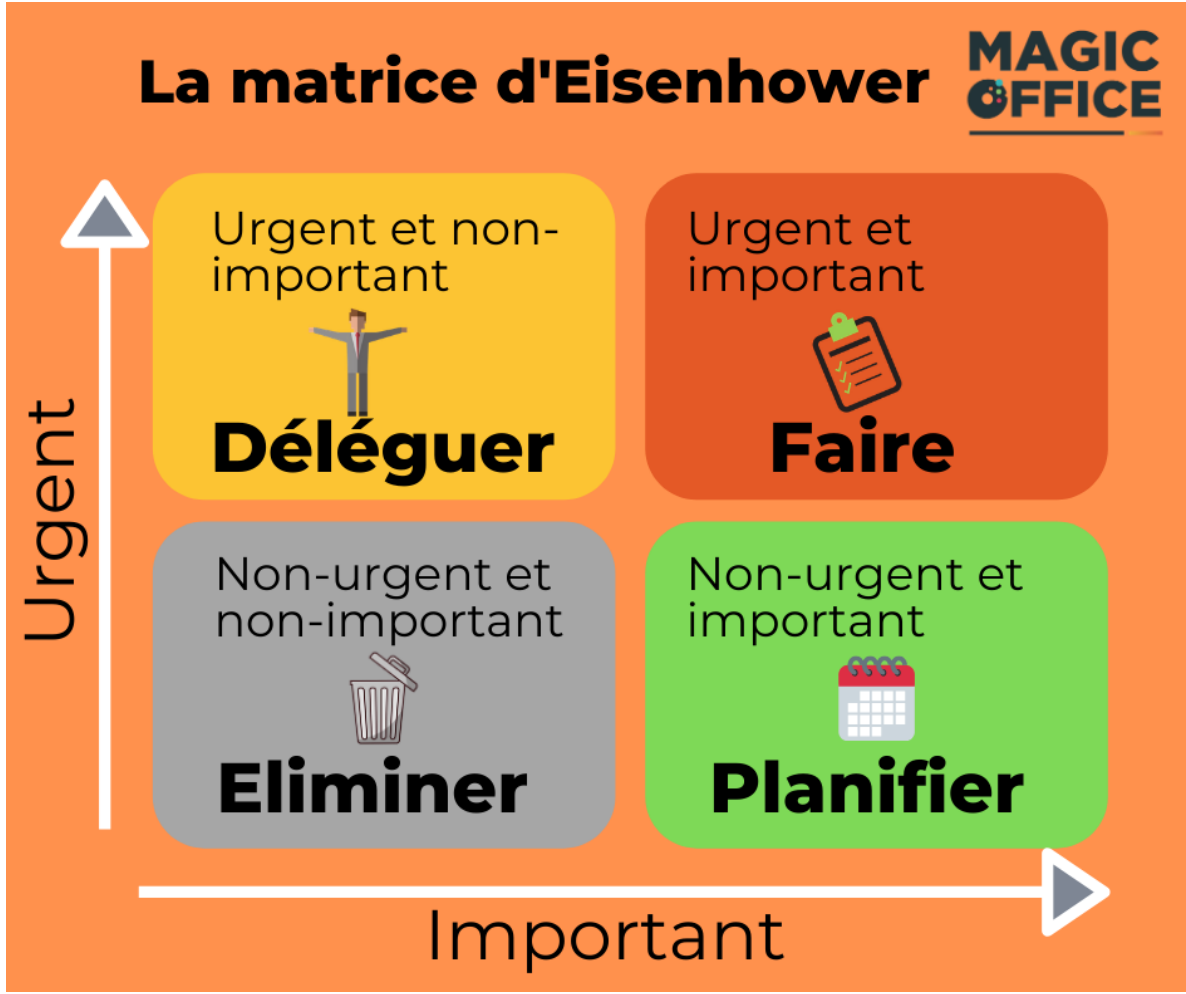 La matrice d'Eisenhower
MAGIC
OFFICE
Urgent et non-
important
Déléguer
Urgent et
important
Faire
Urgent
Non-urgent et
non-important
Eliminer
Non-urgent et
important
Planifier
Important